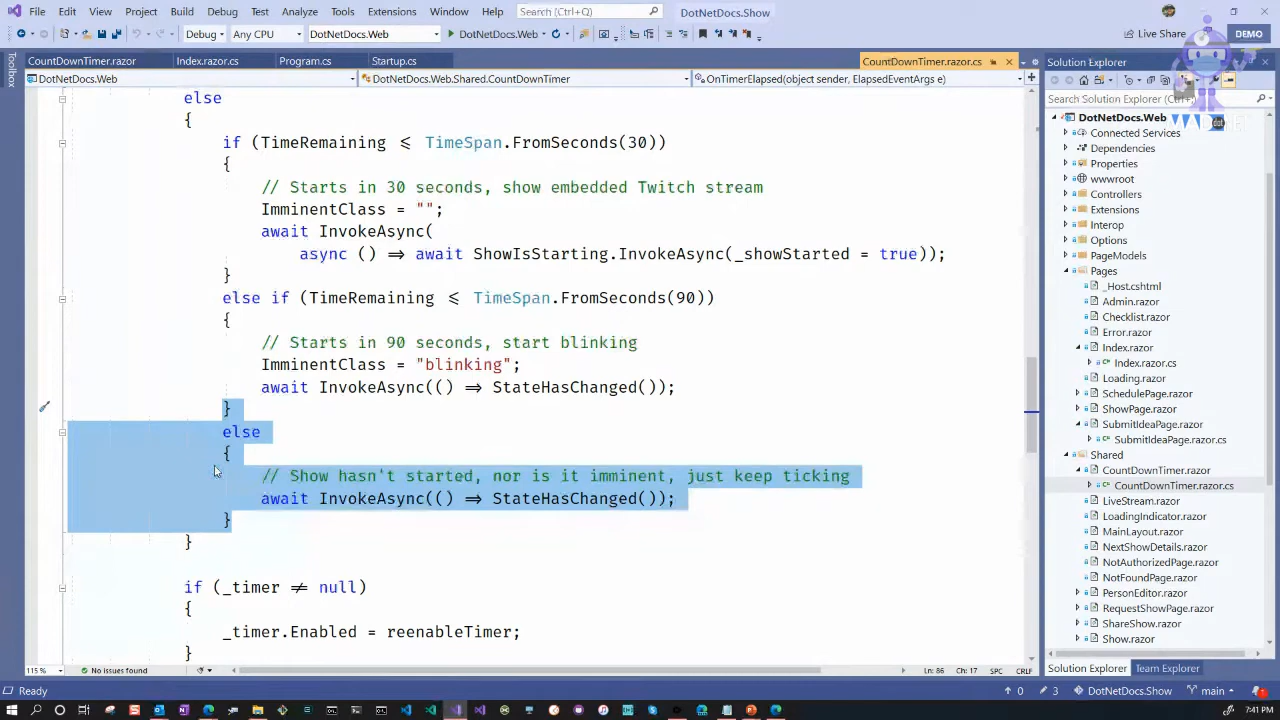 File Edit View Project Build Debug Test Analyze Tools Extensions Window Help Search (Ctrl+Q) DotNetDocs.Show
Debug Any CPU DotNetDocs.Web DotNetDocs.Web Live Share DEMO
Toolbox
CountDownTimer.razor Index.razor.cs Program.cs Startup.cs CountDownTimer.razor.cs
DotNetDocs.Web DotNetDocs.Web.Shared.CountDownTimer OnTimerElapsed(object sender, ElapsedEventArgs e)
else
{
if (TimeRemaining ≤ TimeSpan.FromSeconds(30))
{
// Starts in 30 seconds, show embedded Twitch stream
ImminentClass = "";
await InvokeAsync(
async () ⇒ await ShowIsStarting.InvokeAsync(_showStarted = true));
}
else if (TimeRemaining ≤ TimeSpan.FromSeconds(90))
{
// Starts in 90 seconds, start blinking
ImminentClass = "blinking";
await InvokeAsync(() ⇒ StateHasChanged());
}
else
{
// Show hasn't started, nor is it imminent, just keep ticking
await InvokeAsync(() ⇒ StateHasChanged());
}
}
if (_timer ≠ null)
{
_timer.Enabled = reenableTimer;
}
115 % No issues found Ln: 86 Ch: 17 SPC CRLF
Solution Explorer
Search Solution Explorer (Ctrl+
DotNetDocs.Web
Connected Services
Dependencies
Properties
wwwroot
Controllers
Extensions
Interop
Options
PageModels
Pages
_Host.cshtml
Admin.razor
Checklist.razor
Error.razor
Index.razor
Index.razor.cs
Loading.razor
SchedulePage.razor
ShowPage.razor
SubmitIdeaPage.razor
SubmitIdeaPage.razor.cs
Shared
CountDownTimer.razor
CountDownTimer.razor.cs
LiveStream.razor
LoadingIndicator.razor
MainLayout.razor
NextShowDetails.razor
NotAuthorizedPage.razor
NotFoundPage.razor
PersonEditor.razor
RequestShowPage.razor
ShareShow.razor
Show.razor
Solution Explorer Team Explorer
Ready 0 3 DotNetDocs.Show main
7:41 PM